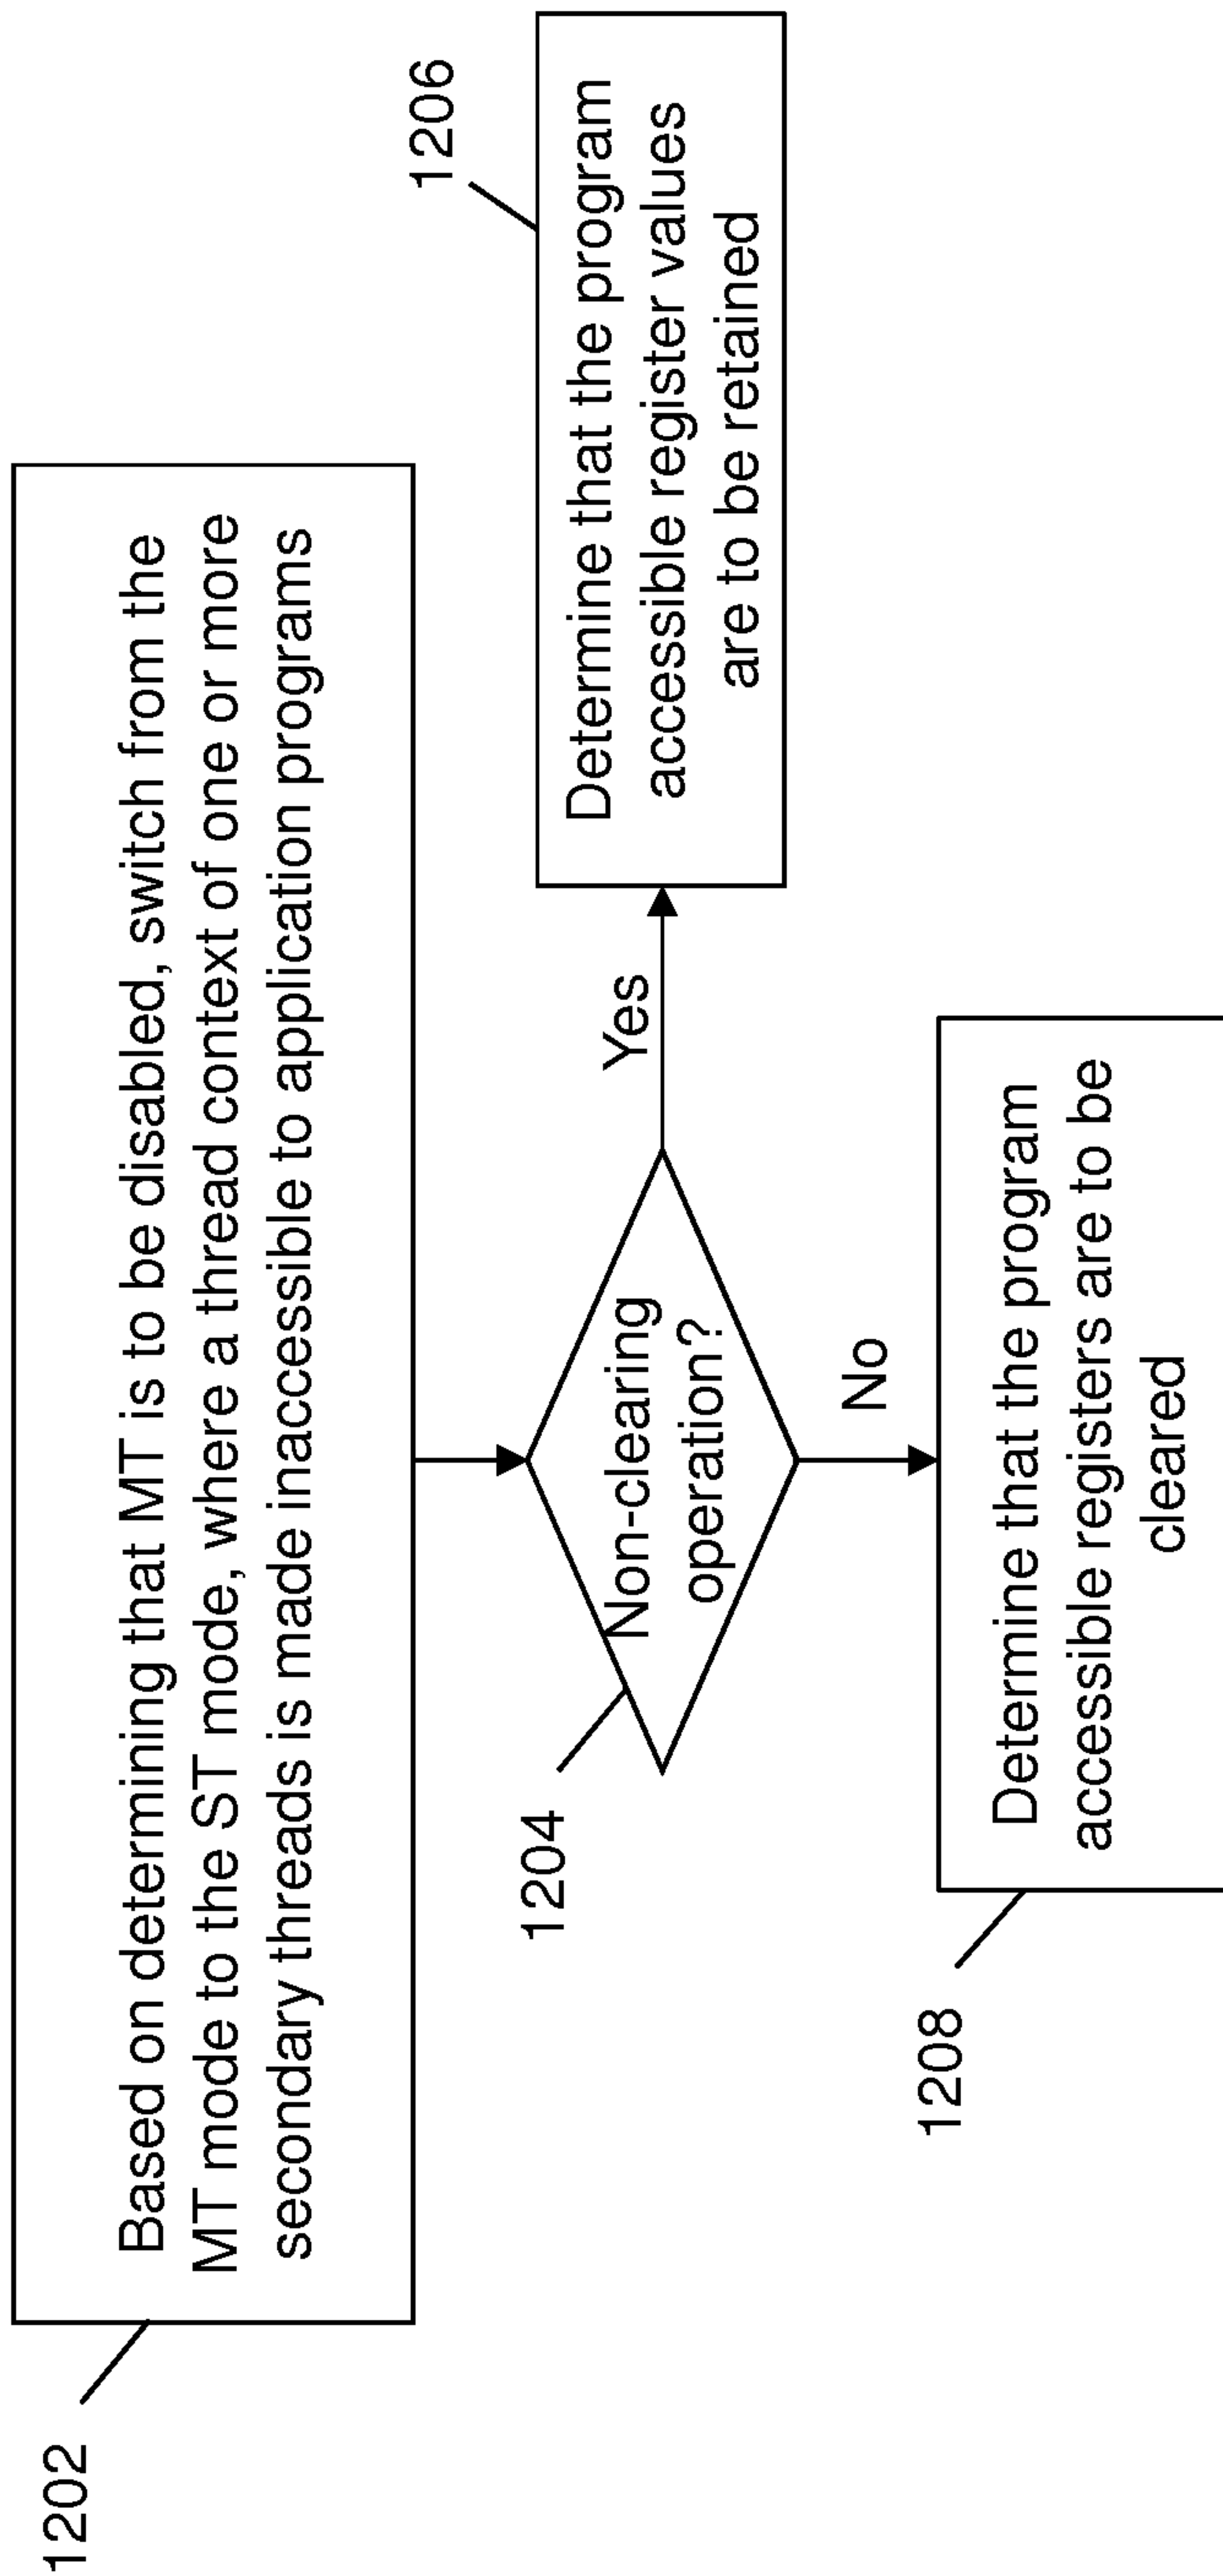 1202
Based on determining that MT is to be disabled, switch from the
MT mode to the ST mode, where a thread context of one or more
secondary threads is made inaccessible to application programs
1204
Non-clearing
operation?
Yes
1206
Determine that the program
accessible register values
are to be retained
No
1208
Determine that the program
accessible registers are to be
cleared